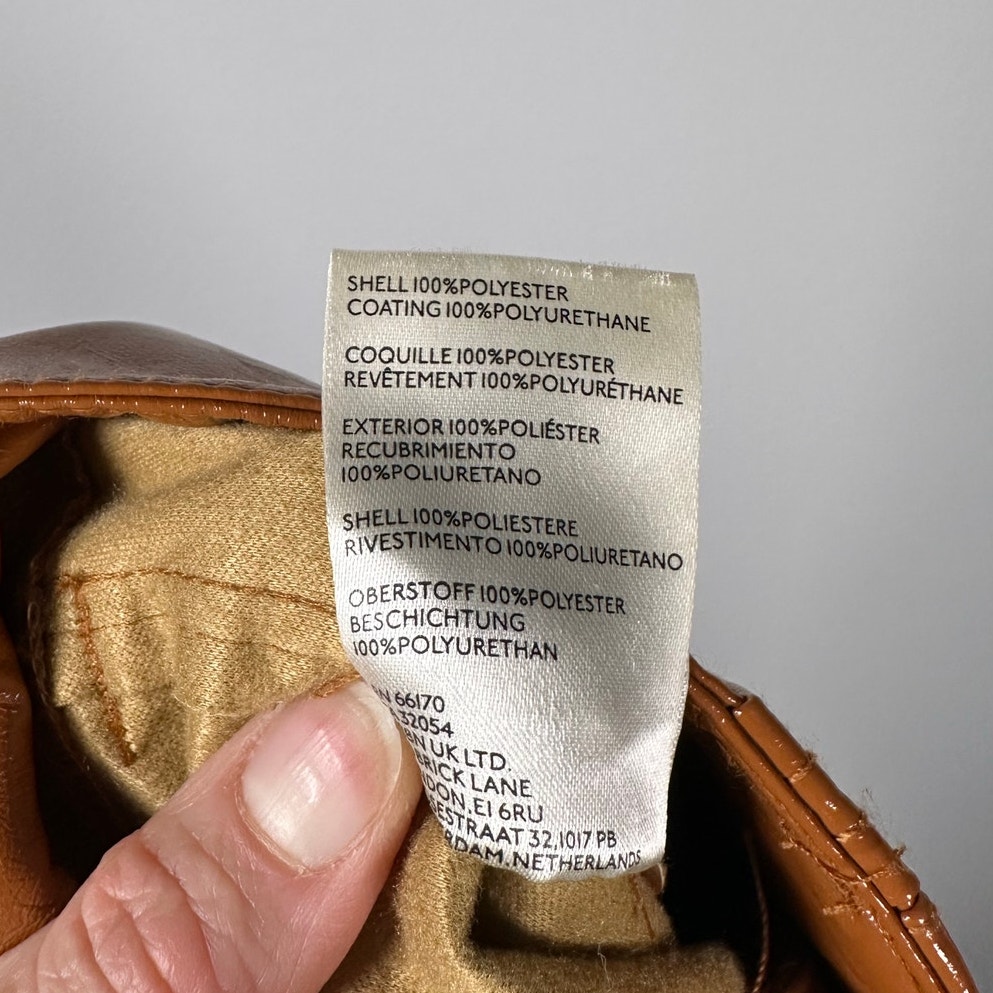 SHELL 100%POLYESTER
COATING 100%POLYURETHANE
COQUILLE 100%POLYESTER
REVÊTEMENT 100%POLYURÉTHANE
EXTERIOR 100%POLIÉSTER
RECUBRIMIENTO
100%POLIURETANO
SHELL 100%POLIESTERE
RIVESTIMENTO 100%POLIURETANO
OBERSTOFF 100%POLYESTER
BESCHICHTUNG
100%POLYURETHAN
66170
32054
UK LTD.
LANE
E1 6RU
32,1017 PB
NETHERLANDS